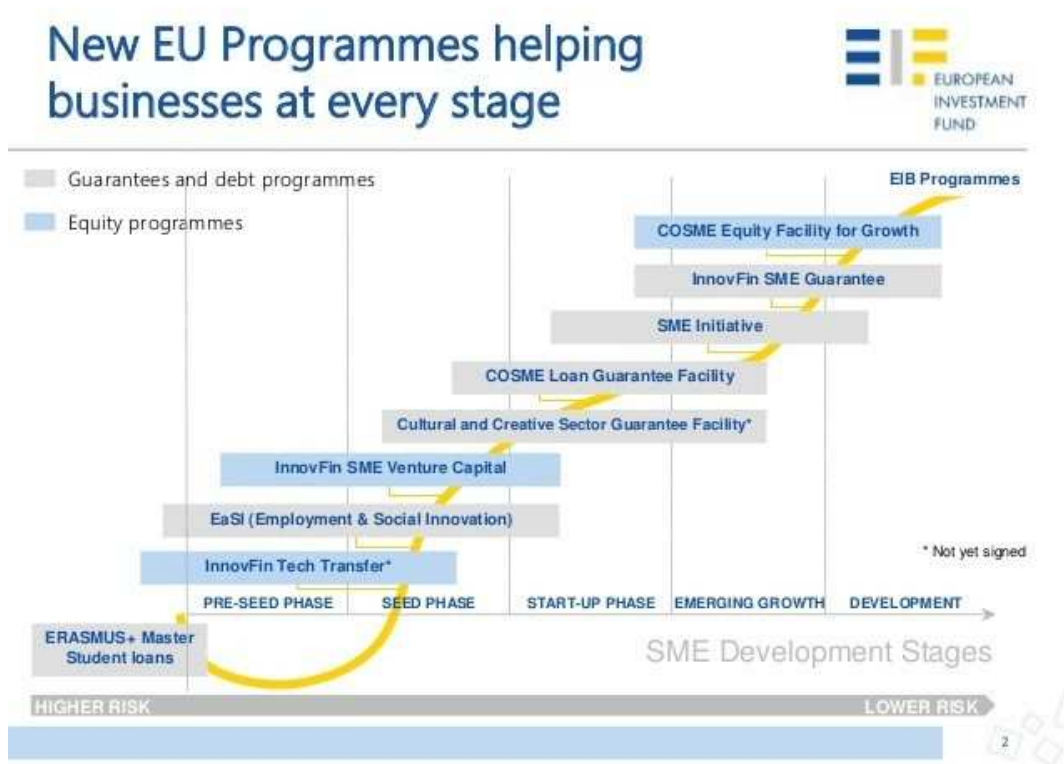 New EU Programmes helping
businesses at every stage
EUROPEAN
INVESTMENT
FUND
Guarantees and debt programmes
Equity programmes
EIB Programmes
COSME Equity Facility for Growth
InnovFin SME Guarantee
SME Initiative
COSME Loan Guarantee Facility
Cultural and Creative Sector Guarantee Facility*
InnovFin SME Venture Capital
EaSI (Employment & Social Innovation)
* Not yet signed
InnovFin Tech Transfer*
PRE-SEED PHASE SEED PHASE START-UP PHASE EMERGING GROWTH DEVELOPMENT
ERASMUS+ Master
Student loans
SME Development Stages
HIGHER RISK LOWER RISK
2